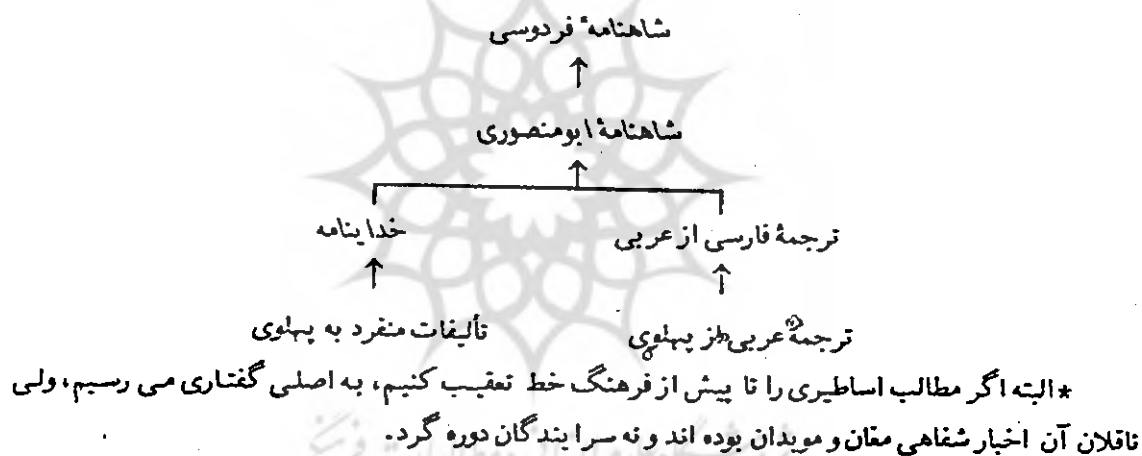 شاهنامهٔ فردوسی
شاهنامهٔ ابومنصوری
ترجمهٔ فارسی از عربی خداینامه
ترجمهٔ عربی از پهلوی تألیفات منفرد به پهلوی
*البته اگر مطالب اساطیری را تا پیش از فرهنگ خط تعقیب کنیم، به اصلی گفتاری می رسیم، ولی
ناقلان آن اخبار شفاهی مغان و موبدان بوده اند و نه سرایندگان دوره گرد.